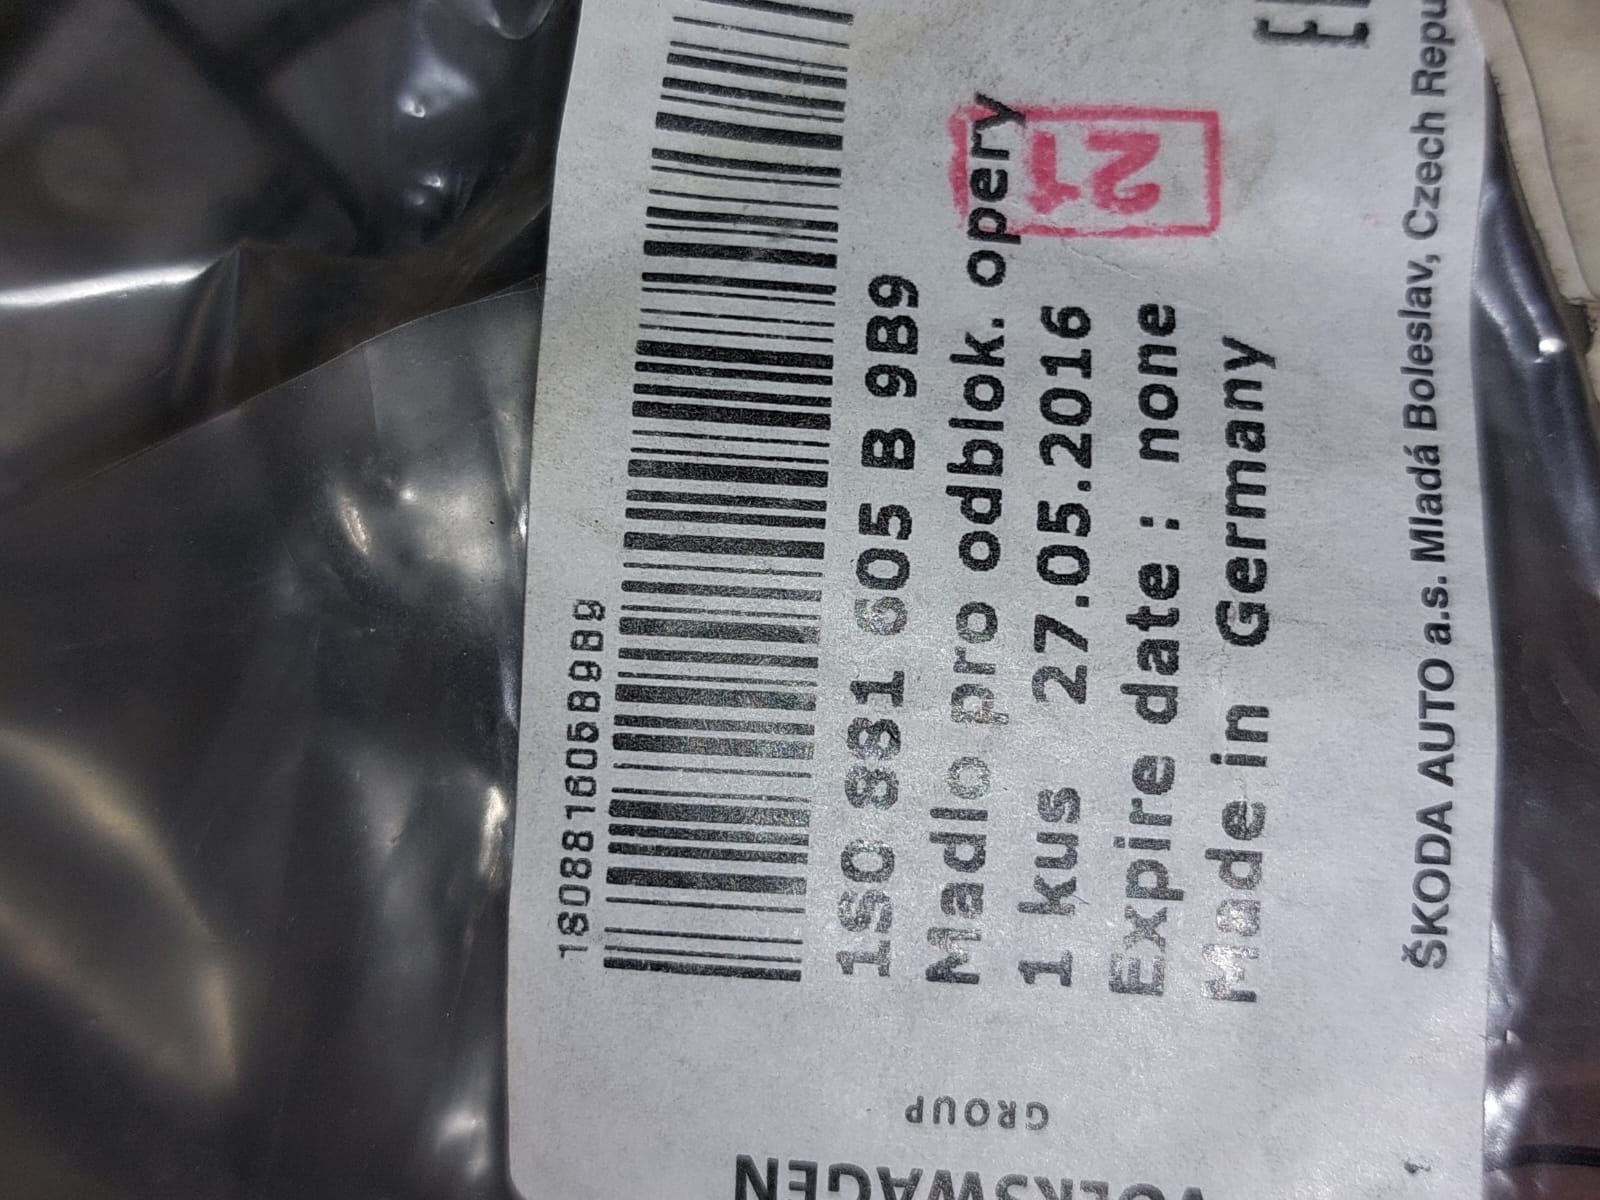 1S0881605B9B9
1S0 881 605 B 9B9
Madlo pro odblok. opery
1 kus 27.05.2016
Expire date : none
Made in Germany
21
ŠKODA AUTO a.s. Mladá Boleslav, Czech Repu
VOLKSWAGEN
GROUP